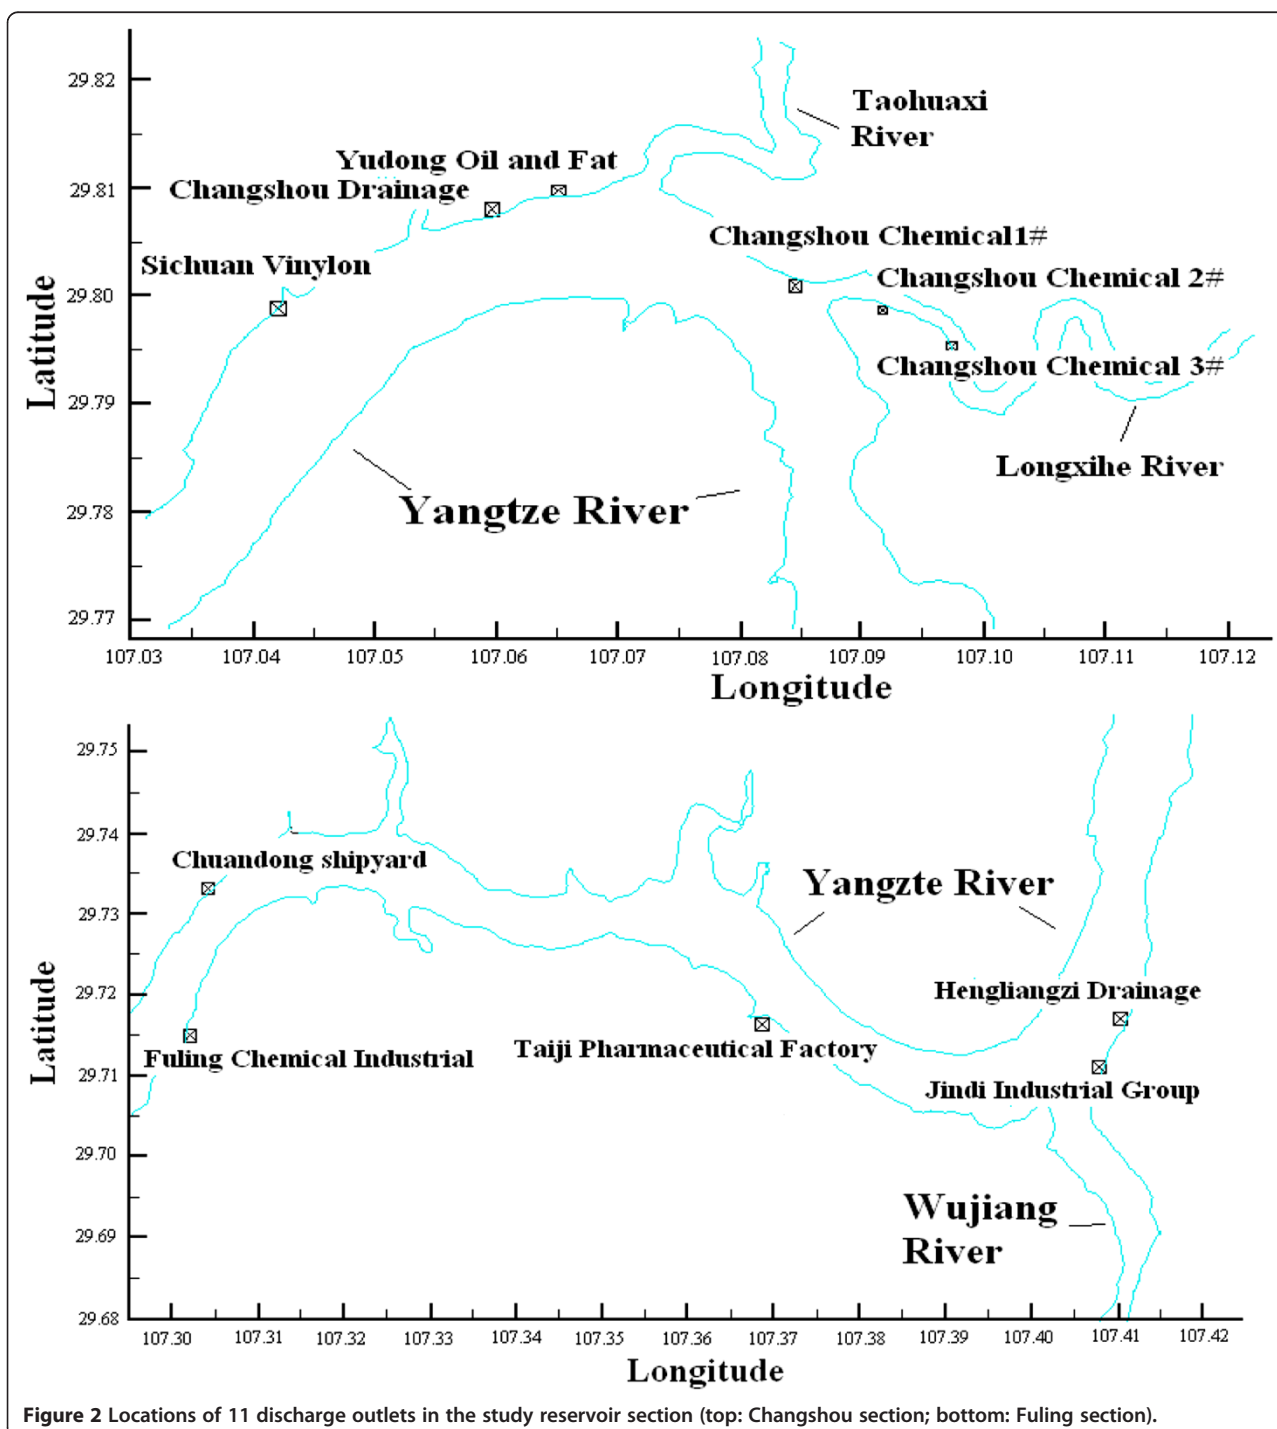 29.82
29.81
29.80
29.79
29.78
29.77
Latitude
Taohuaxi
River
Yudong Oil and Fat
Changshou Drainage
Sichuan Vinylon
Changshou Chemical1#
Changshou Chemical 2#
Changshou Chemical 3#
Longxihe River
Yangtze River
107.03 107.04 107.05 107.06 107.07 107.08 107.09 107.10 107.11 107.12
Longitude
29.75
29.74
29.73
29.72
29.71
29.70
29.69
29.68
Latitude
Chuandong shipyard
Yangzte River
Hengliangzi Drainage
Fuling Chemical Industrial
Taiji Pharmaceutical Factory
Jindi Industrial Group
Wujiang
River
107.30 107.31 107.32 107.33 107.34 107.35 107.36 107.37 107.38 107.39 107.40 107.41 107.42
Longitude
Figure 2 Locations of 11 discharge outlets in the study reservoir section (top: Changshou section; bottom: Fuling section).